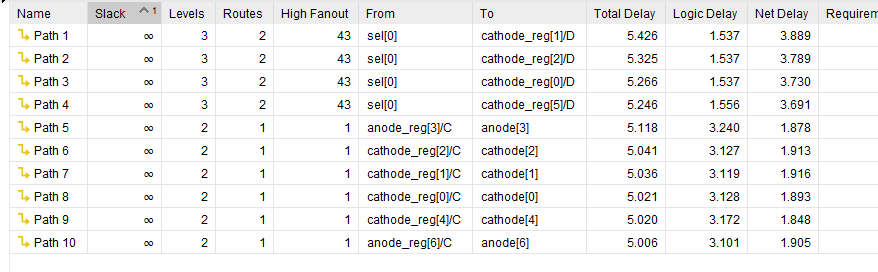 Name Slack 1 Levels Routes High Fanout From To Total Delay Logic Delay Net Delay Requirem
Path 1 ∞ 3 2 43 sel[0] cathode_reg[1]/D 5.426 1.537 3.889
Path 2 ∞ 3 2 43 sel[0] cathode_reg[2]/D 5.325 1.537 3.789
Path 3 ∞ 3 2 43 sel[0] cathode_reg[0]/D 5.266 1.537 3.730
Path 4 ∞ 3 2 43 sel[0] cathode_reg[5]/D 5.246 1.556 3.691
Path 5 ∞ 2 1 1 anode_reg[3]/C anode[3] 5.118 3.240 1.878
Path 6 ∞ 2 1 1 cathode_reg[2]/C cathode[2] 5.041 3.127 1.913
Path 7 ∞ 2 1 1 cathode_reg[1]/C cathode[1] 5.036 3.119 1.916
Path 8 ∞ 2 1 1 cathode_reg[0]/C cathode[0] 5.021 3.128 1.893
Path 9 ∞ 2 1 1 cathode_reg[4]/C cathode[4] 5.020 3.172 1.848
Path 10 ∞ 2 1 1 anode_reg[6]/C anode[6] 5.006 3.101 1.905